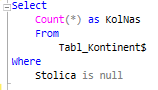 Select
Count(*) as KolNas
From
Tabl_Kontinent$
Where
Stolica is null